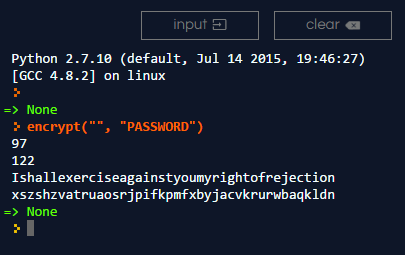 input
clear
Python 2.7.10 (default, Jul 14 2015, 19:46:27)
[GCC 4.8.2] on linux
=> None
encrypt("", "PASSWORD")
97
122
Ishallexerciseagainstyoumyrightofrejection
xszshzvatruaosrjpifkpmfxbyjacvkrurwbaqkldn
=> None